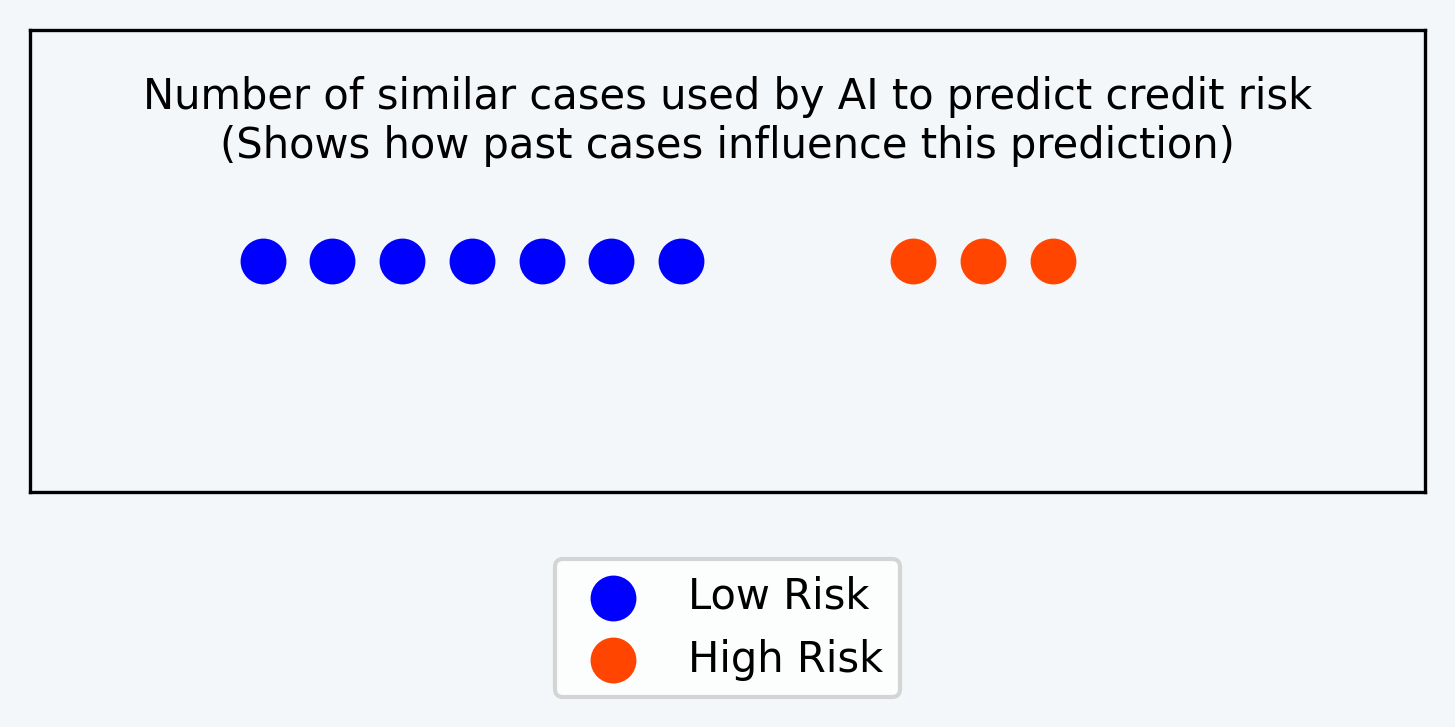 Number of similar cases used by AI to predict credit risk
(Shows how past cases influence this prediction)
Low Risk
High Risk